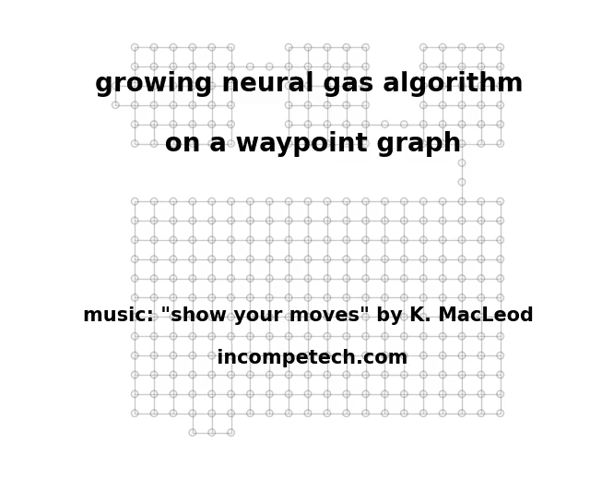 growing neural gas algorithm
on a waypoint graph
music: "show your moves" by K. MacLeod
incompetech.com